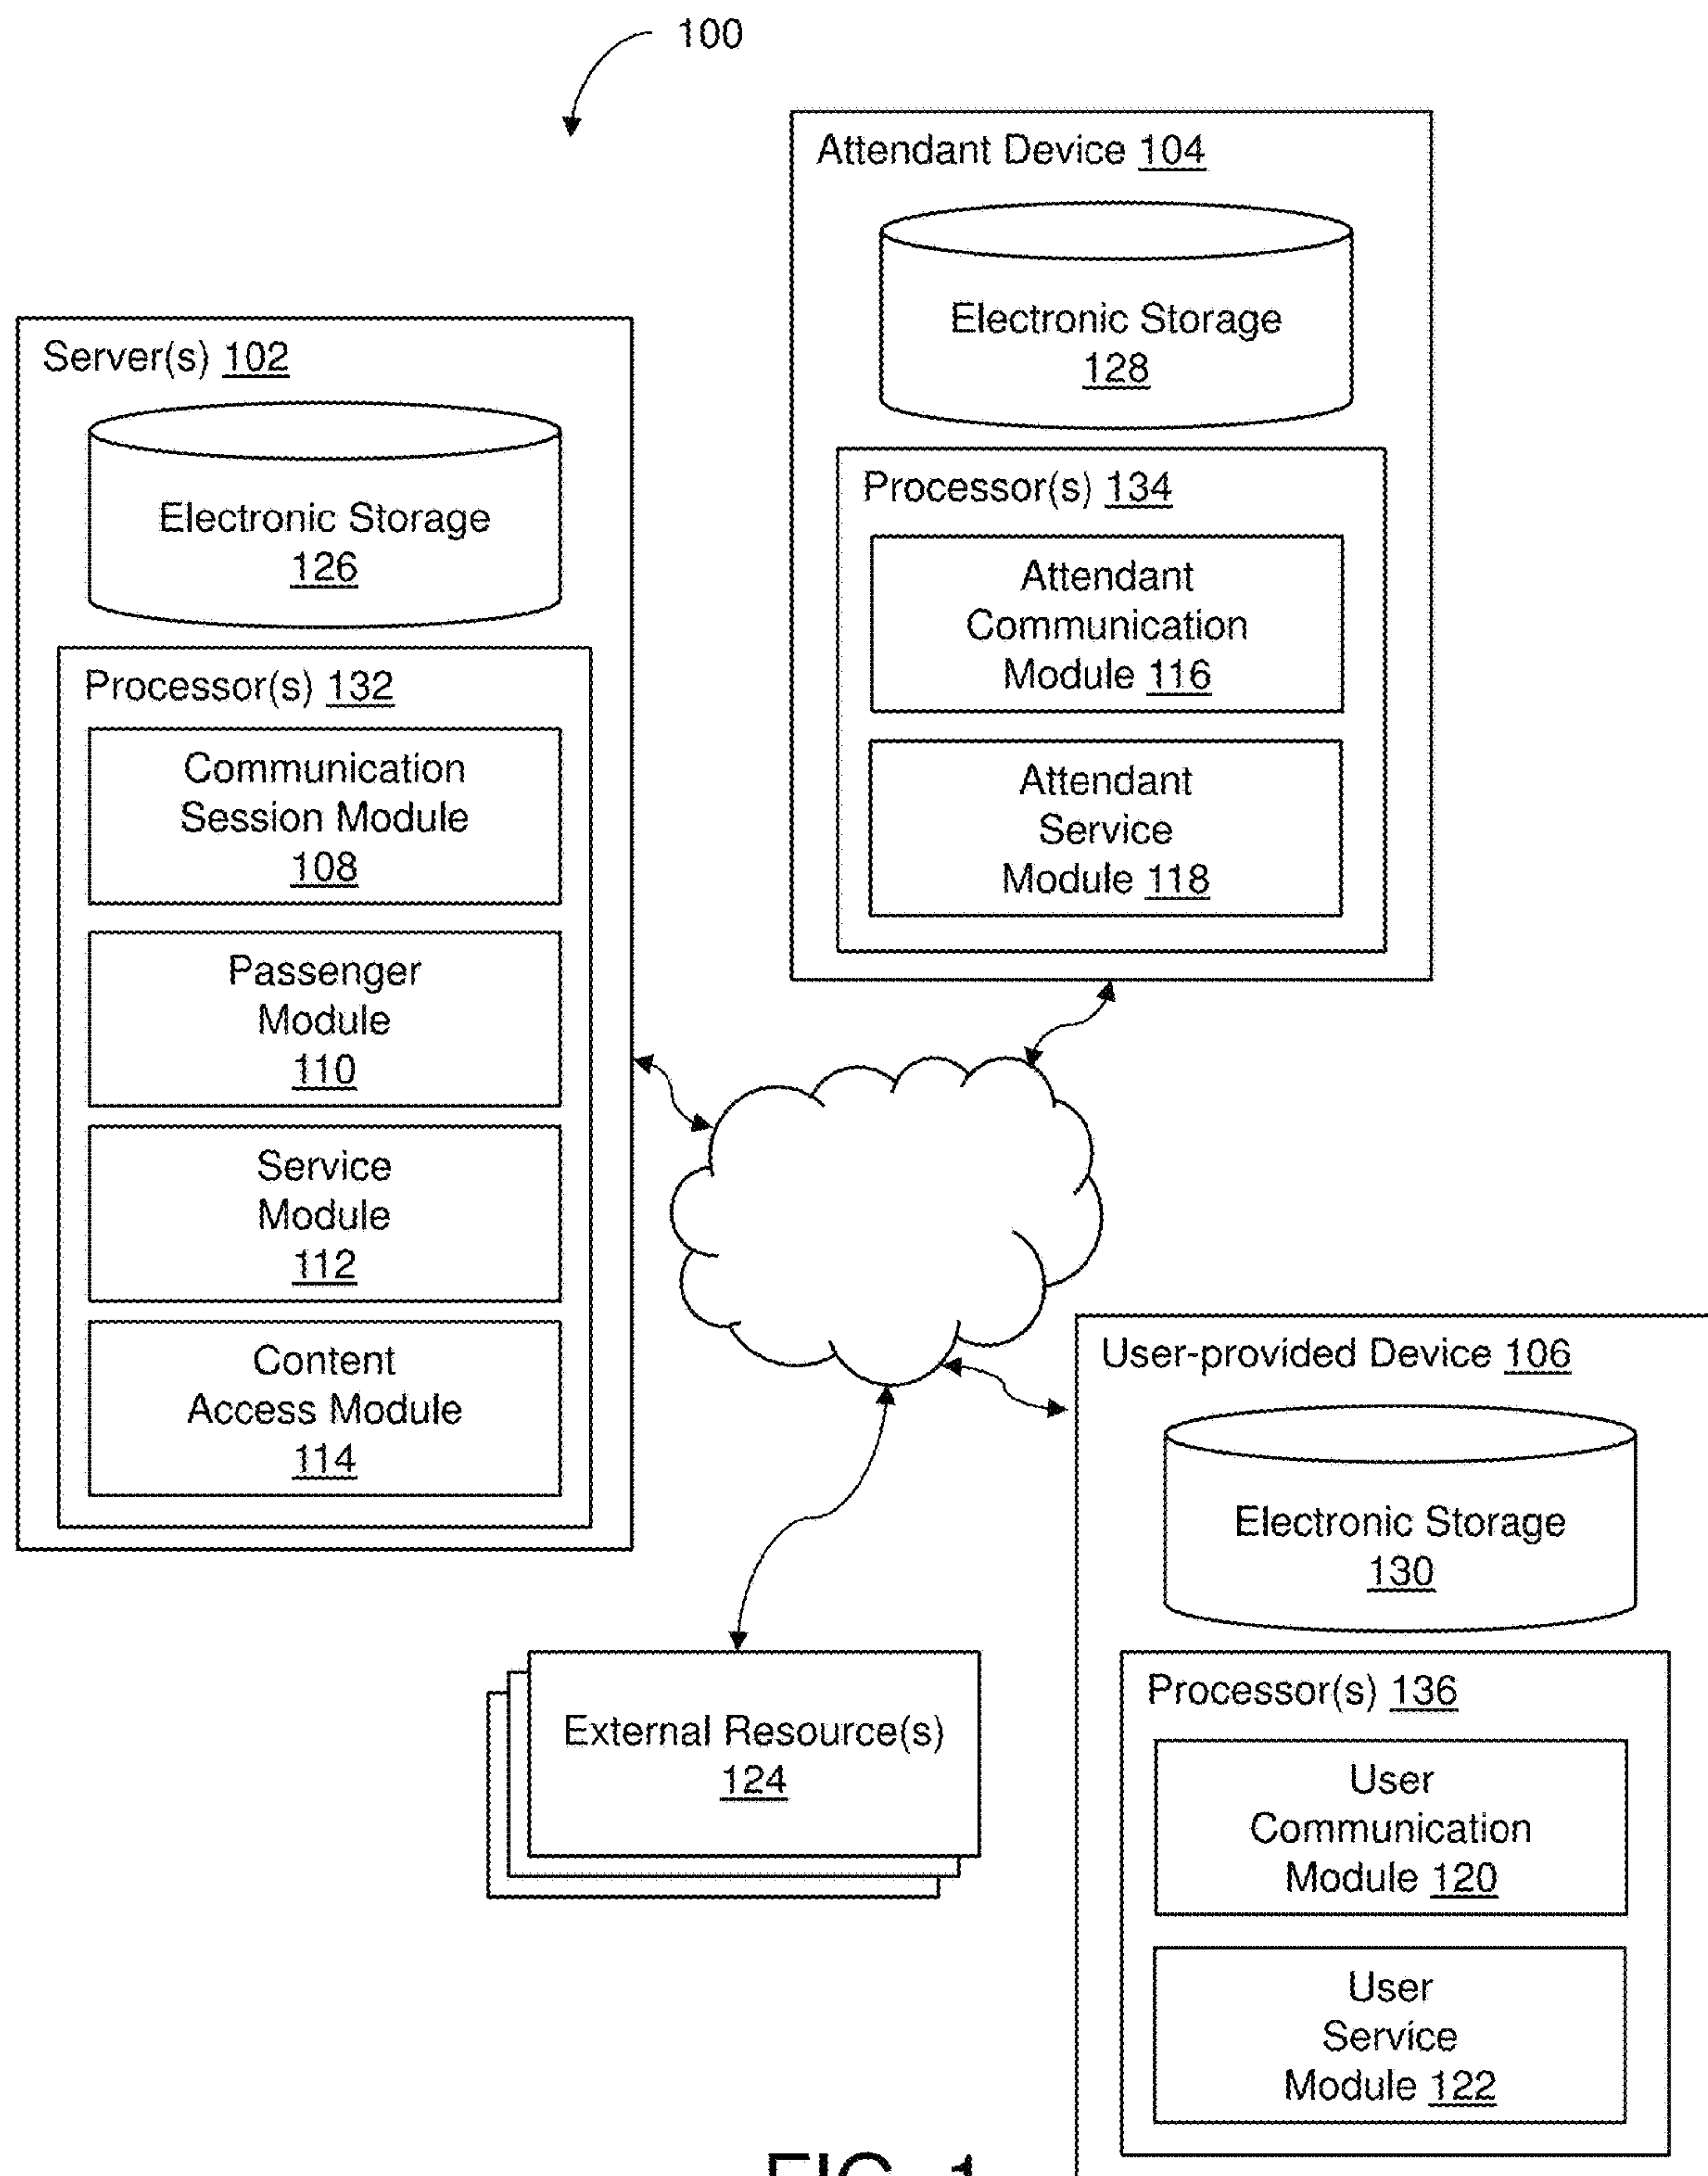 100
Attendant Device 104
Electronic Storage
128
Processor(s) 134
Attendant
Communication
Module 116
Attendant
Service
Module 118
Server(s) 102
Electronic Storage
126
Processor(s) 132
Communication
Session Module
108
Passenger
Module
110
Service
Module
112
Content
Access Module
114
User-provided Device 106
Electronic Storage
130
Processor(s) 136
User
Communication
Module 120
User
Service
Module 122
External Resource(s)
124
FIG. 1